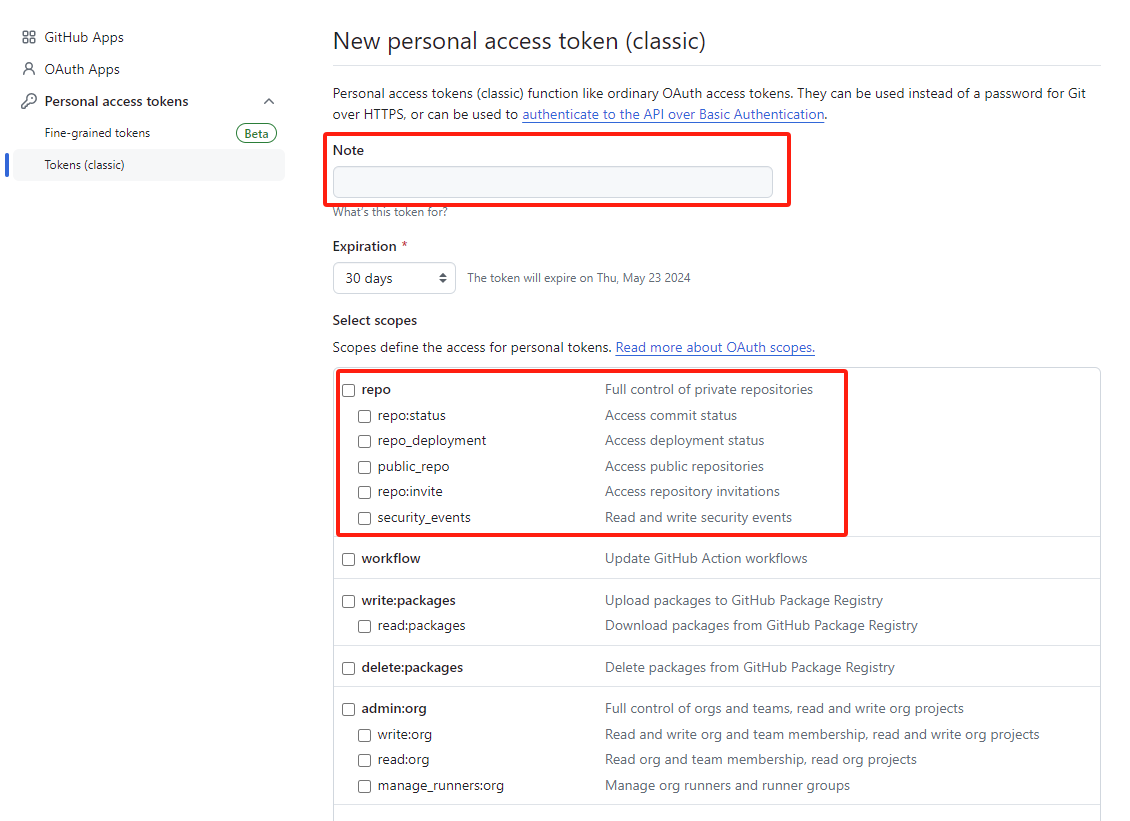 GitHub Apps
OAuth Apps
Personal access tokens
Fine-grained tokens Beta
Tokens (classic)
New personal access token (classic)
Personal access tokens (classic) function like ordinary OAuth access tokens. They can be used instead of a password for Git
over HTTPS, or can be used to authenticate to the API over Basic Authentication.
Note
What's this token for?
Expiration *
30 days The token will expire on Thu, May 23 2024
Select scopes
Scopes define the access for personal tokens. Read more about OAuth scopes.
repo Full control of private repositories
repo:status Access commit status
repo_deployment Access deployment status
public_repo Access public repositories
repo:invite Access repository invitations
security_events Read and write security events
workflow Update GitHub Action workflows
write:packages Upload packages to GitHub Package Registry
read:packages Download packages from GitHub Package Registry
delete:packages Delete packages from GitHub Package Registry
admin:org Full control of orgs and teams, read and write org projects
write:org Read and write org and team membership, read and write org projects
read:org Read org and team membership, read org projects
manage_runners:org Manage org runners and runner groups